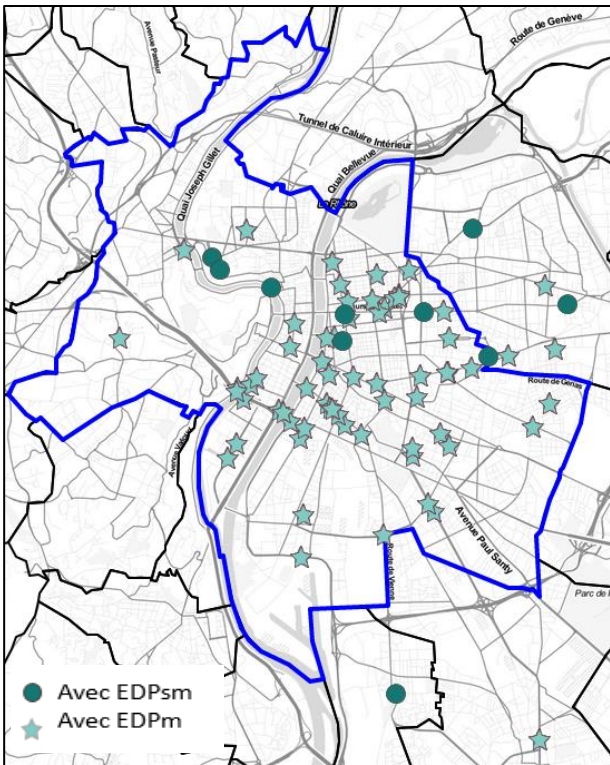 Avenue Pasteur
Route de Genève
Tunnel de Caluire Intérieur
Quai Joseph Gillet
Quai Bellevue
Le Rhône
Route de Genas
Avenue Paul Santy
Route de Vienne
Parc de
Avec EDPsm
Avec EDPm